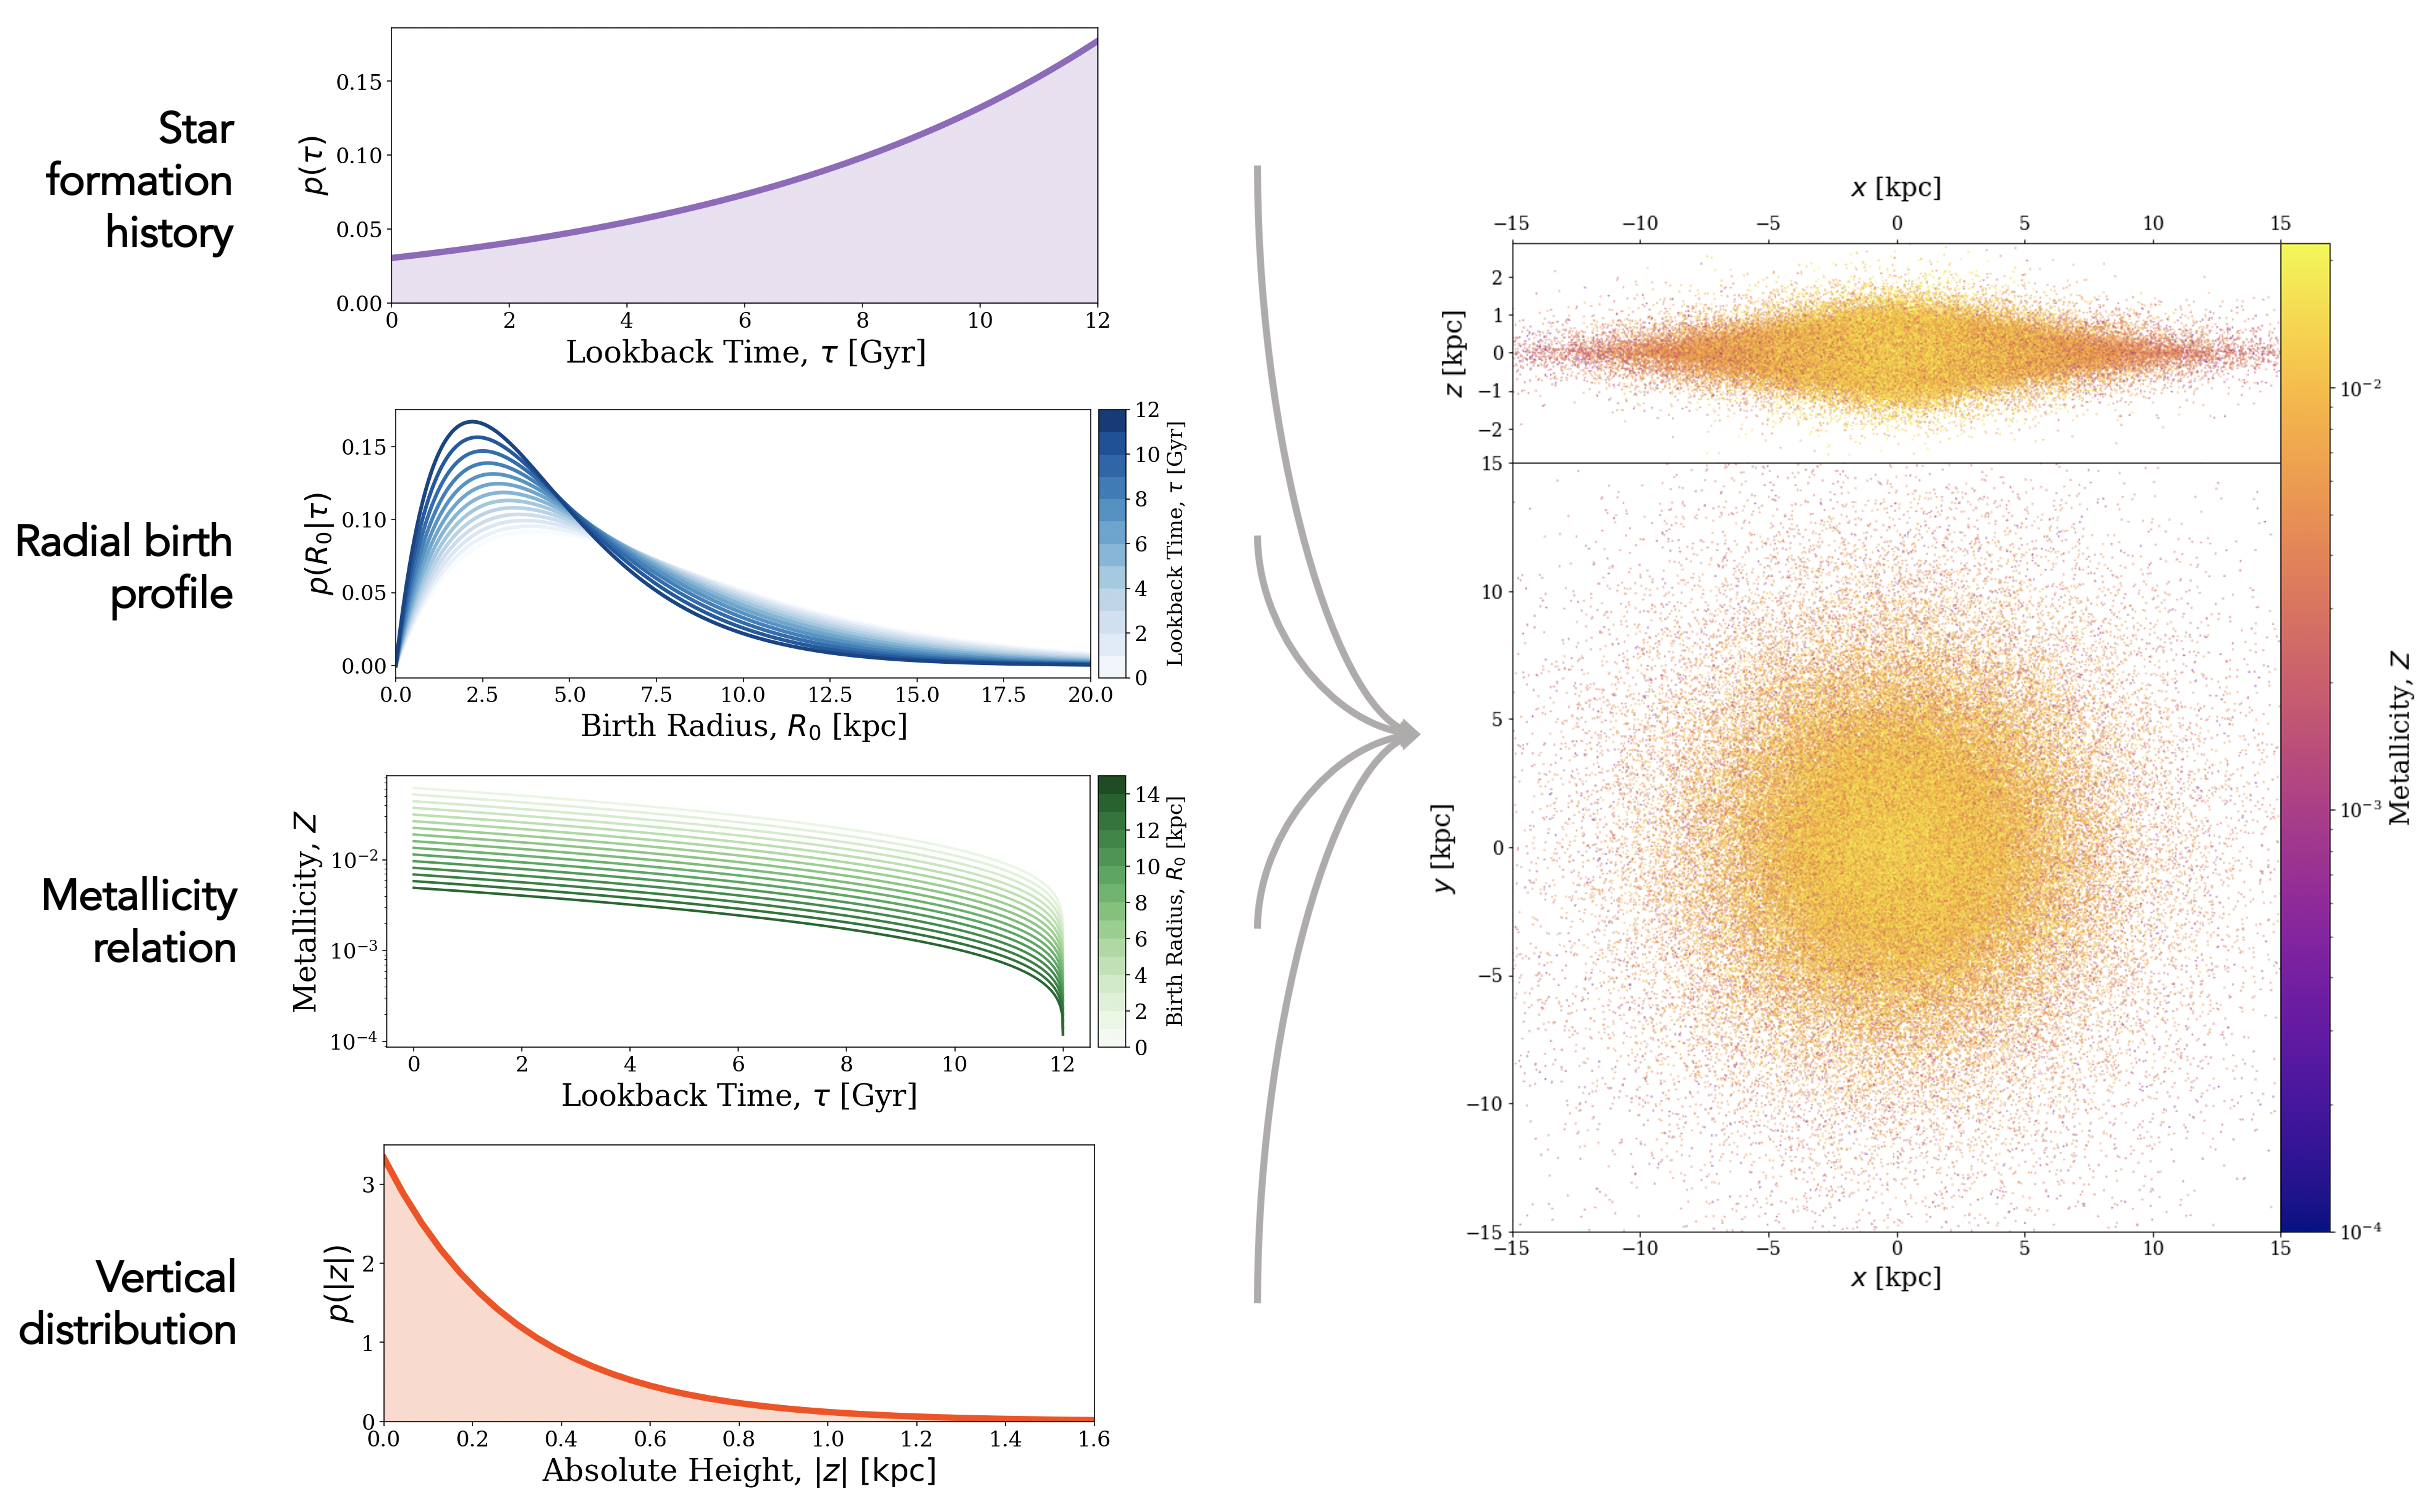 Star
formation
history
p(τ)
0.15
0.10
0.05
0.00
0 2 4 6 8 10 12
Lookback Time, τ [Gyr]
Radial birth
profile
p(R₀|τ)
0.15
0.10
0.05
0.00
0.0 2.5 5.0 7.5 10.0 12.5 15.0 17.5 20.0
Birth Radius, R₀ [kpc]
12
10
8
6
4
2
0
Lookback Time, τ [Gyr]
Metallicity
relation
Metallicity, Z
10⁻²
10⁻³
10⁻⁴
0 2 4 6 8 10 12
Lookback Time, τ [Gyr]
14
12
10
8
6
4
2
0
Birth Radius, R₀ [kpc]
Vertical
distribution
p(|z|)
3
2
1
0
0.0 0.2 0.4 0.6 0.8 1.0 1.2 1.4 1.6
Absolute Height, |z| [kpc]
x [kpc]
−15 −10 −5 0 5 10 15
z [kpc]
2
1
0
−1
−2
y [kpc]
15
10
5
0
−5
−10
−15
−15 −10 −5 0 5 10 15
x [kpc]
10⁻²
10⁻³
10⁻⁴
Metallicity, Z